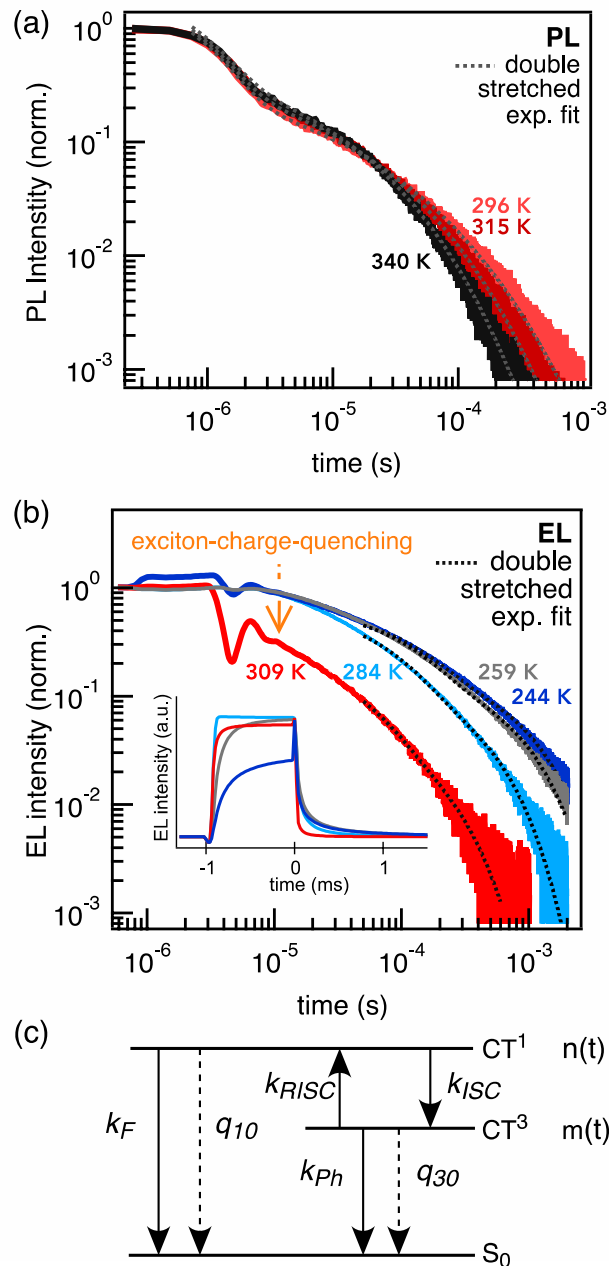 (a)
PL
double
stretched
exp. fit
PL Intenstity (norm.)
10^0
10^-1
10^-2
10^-3
296 K
315 K
340 K
10^-6
10^-5
10^-4
10^-3
time (s)
(b)
EL
exciton-charge-quenching
double
stretched
exp. fit
EL intensity (norm.)
10^0
10^-1
10^-2
10^-3
309 K
284 K
259 K
244 K
EL intensity (a.u.)
-1
0
1
time (ms)
10^-6
10^-5
10^-4
10^-3
time (s)
(c)
CT^1 n(t)
k_RISC
k_ISC
k_F
q_10
CT^3 m(t)
k_Ph
q_30
S_0